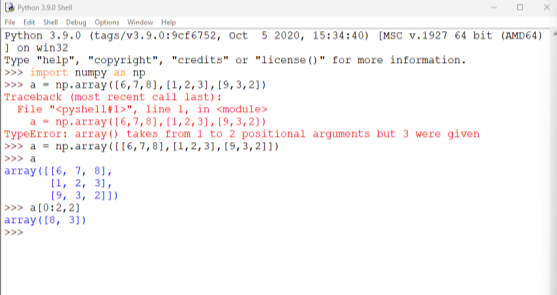 Python 3.9.0 Shell
File Edit Shell Debug Options Window Help
Python 3.9.0 (tags/v3.9.0:9cf6752, Oct  5 2020, 15:34:40) [MSC v.1927 64 bit (AMD64)
] on win32
Type "help", "copyright", "credits" or "license()" for more information.
>>> import numpy as np
>>> a = np.array([6,7,8],[1,2,3],[9,3,2])
Traceback (most recent call last):
  File "<pyshell#1>", line 1, in <module>
    a = np.array([6,7,8],[1,2,3],[9,3,2])
TypeError: array() takes from 1 to 2 positional arguments but 3 were given
>>> a = np.array([[6,7,8],[1,2,3],[9,3,2]])
>>> a
array([[6, 7, 8],
       [1, 2, 3],
       [9, 3, 2]])
>>> a[0:2,2]
array([8, 3])
>>>